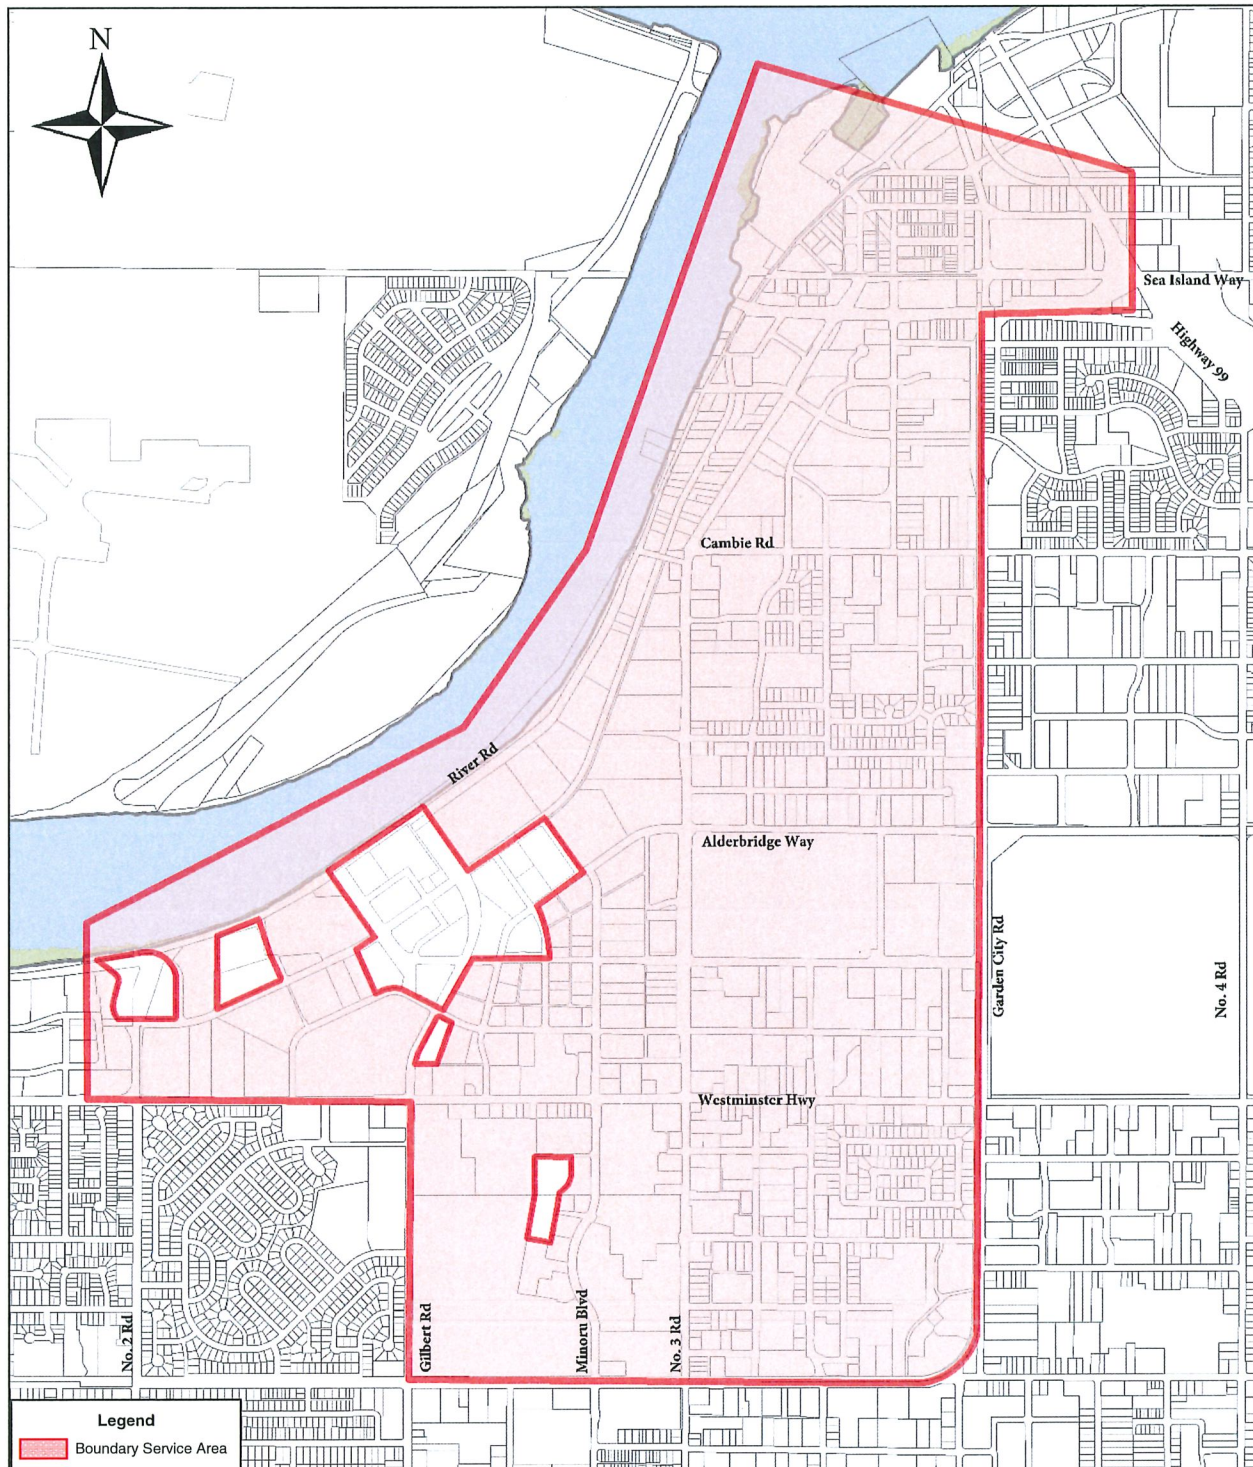 N
Sea Island Way
Highway 99
Cambie Rd
River Rd
Alderbridge Way
Garden City Rd
No. 4 Rd
Westminster Hwy
No. 2 Rd
Gilbert Rd
Minoru Blvd
No. 3 Rd
Legend
Boundary Service Area